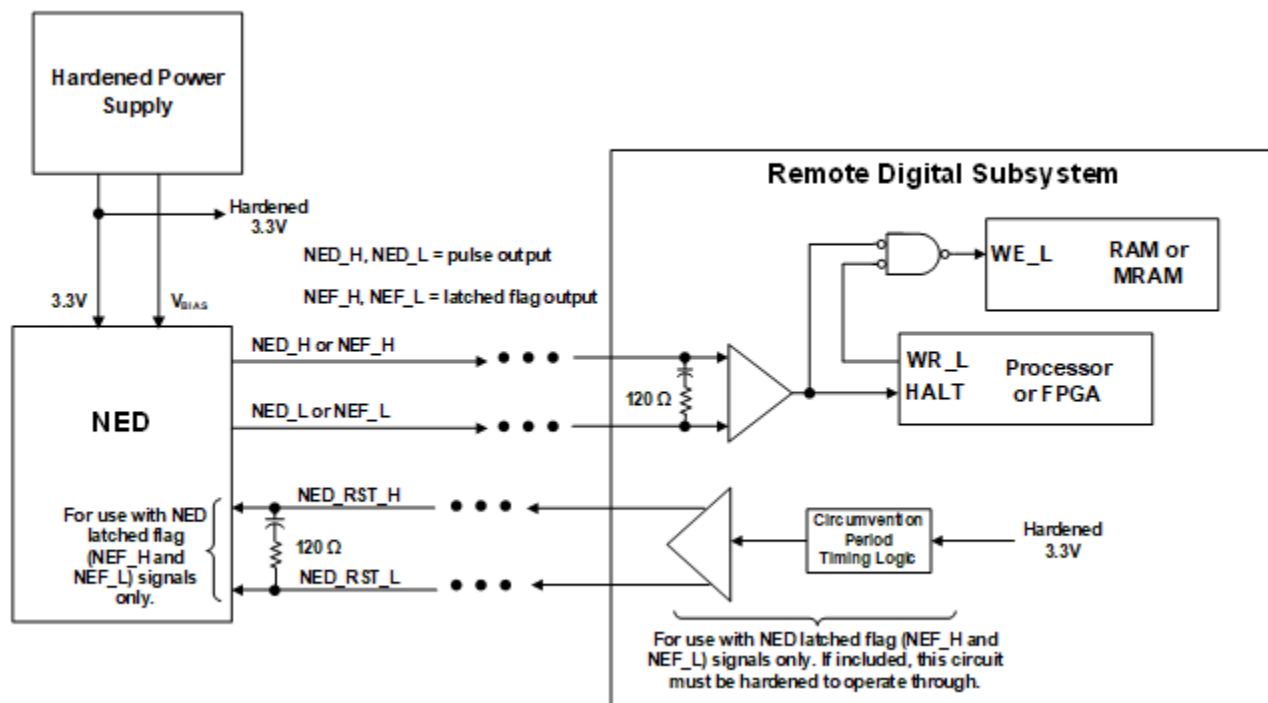 Hardened Power
Supply
Remote Digital Subsystem
Hardened
3.3V
NED_H, NED_L = pulse output
WE_L
RAM or
MRAM
3.3V
VBIAS
NEF_H, NEF_L = latched flag output
NED_H or NEF_H
WR_L
Processor
or FPGA
HALT
120 Ω
NED
NED_L or NEF_L
NED_RST_H
For use with NED
latched flag
(NEF_H and
NEF_L) signals
only.
120 Ω
NED_RST_L
Circumvention
Period
Timing Logic
Hardened
3.3V
For use with NED latched flag (NEF_H and
NEF_L) signals only. If included, this circuit
must be hardened to operate through.